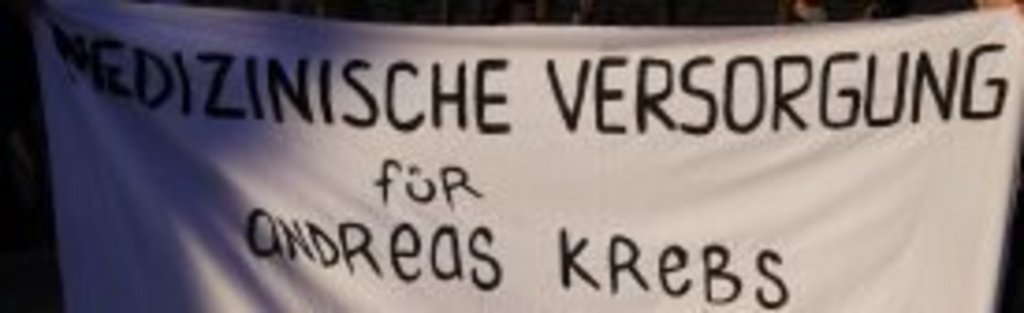 MEDIZINISCHE VERSORGUNG
füR
aNDReas KReBs